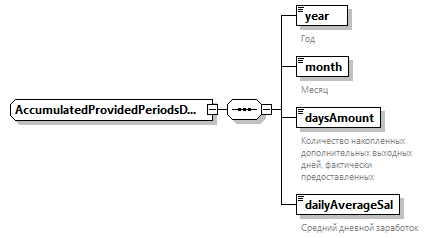 year
Год
month
Месяц
AccumulatedProvidedPeriodsD...
daysAmount
Количество накопленных
дополнительных выходных
дней, фактически
предоставленных
dailyAverageSal
Средний дневной заработок